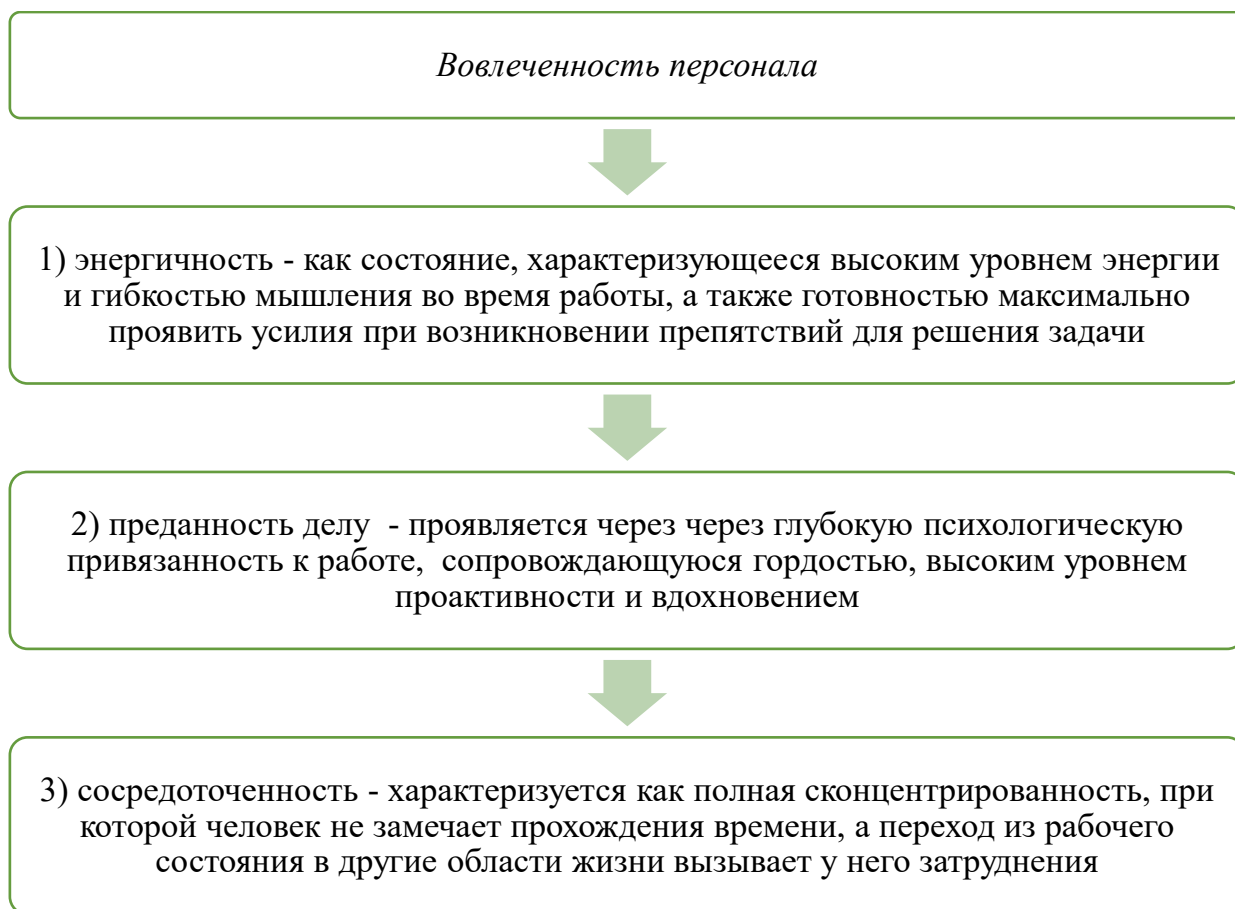 Вовлеченность персонала
1) энергичность - как состояние, характеризующееся высоким уровнем энергии
и гибкостью мышления во время работы, а также готовностью максимально
проявить усилия при возникновении препятствий для решения задачи
2) преданность делу  - проявляется через через глубокую психологическую
привязанность к работе,  сопровождающуюся гордостью, высоким уровнем
проактивности и вдохновением
3) сосредоточенность - характеризуется как полная сконцентрированность, при
которой человек не замечает прохождения времени, а переход из рабочего
состояния в другие области жизни вызывает у него затруднения